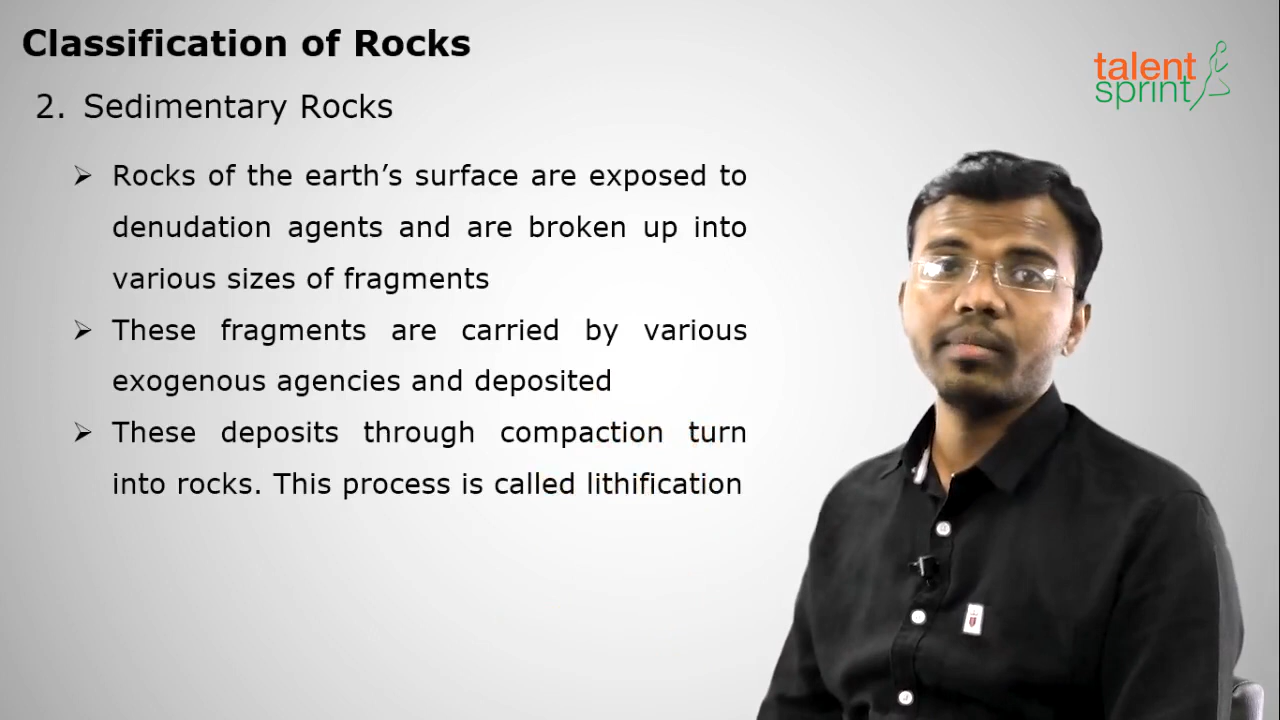 Classification of Rocks
talent
sprint
2. Sedimentary Rocks
➢ Rocks of the earth’s surface are exposed to
denudation agents and are broken up into
various sizes of fragments
➢ These fragments are carried by various
exogenous agencies and deposited
➢ These deposits through compaction turn
into rocks. This process is called lithification